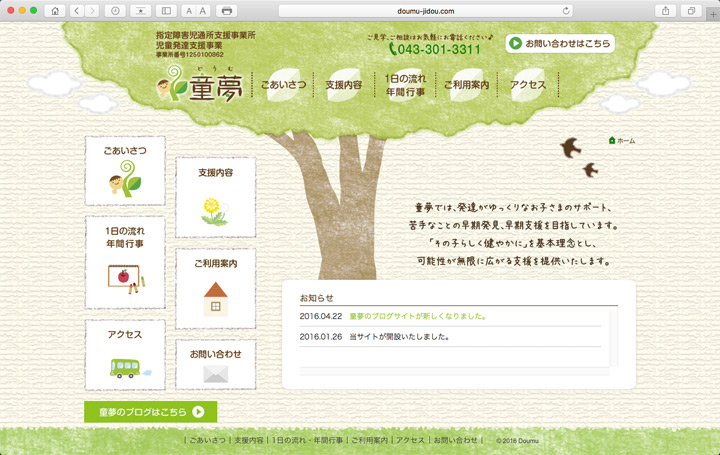 doumu-jidou.com
指定障害児通所支援事業所
児童発達支援事業
事業所番号1250100862
どうむ
童夢
ご見学、ご相談はお気軽にお電話ください♪
043-301-3311
お問い合わせはこちら
ごあいさつ
支援内容
1日の流れ
年間行事
ご利用案内
アクセス
ホーム
ごあいさつ
支援内容
1日の流れ
年間行事
ご利用案内
アクセス
お問い合わせ
童夢では、発達がゆっくりなお子さまのサポート、
苦手なことの早期発見、早期支援を目指しています。
「その子らしく健やかに」を基本理念とし、
可能性が無限に広がる支援を提供いたします。
お知らせ
2016.04.22 童夢のブログサイトが新しくなりました。
2016.01.26 当サイトが開設いたしました。
童夢のブログはこちら
| ごあいさつ | 支援内容 | 1日の流れ・年間行事 | ご利用案内 | アクセス | お問い合わせ | © 2016 Doumu